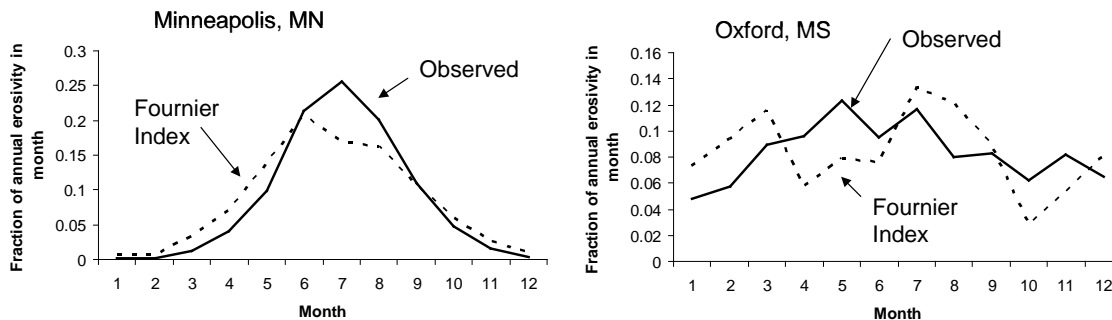 Minneapolis, MN
Fraction of annual erosivity in
month
0.3
0.25
0.2
0.15
0.1
0.05
0
Observed
Fournier
Index
1 2 3 4 5 6 7 8 9 10 11 12
Month
Oxford, MS
Fraction of annual erosivity in
month
0.16
0.14
0.12
0.1
0.08
0.06
0.04
0.02
0
Observed
Fournier
Index
1 2 3 4 5 6 7 8 9 10 11 12
Month